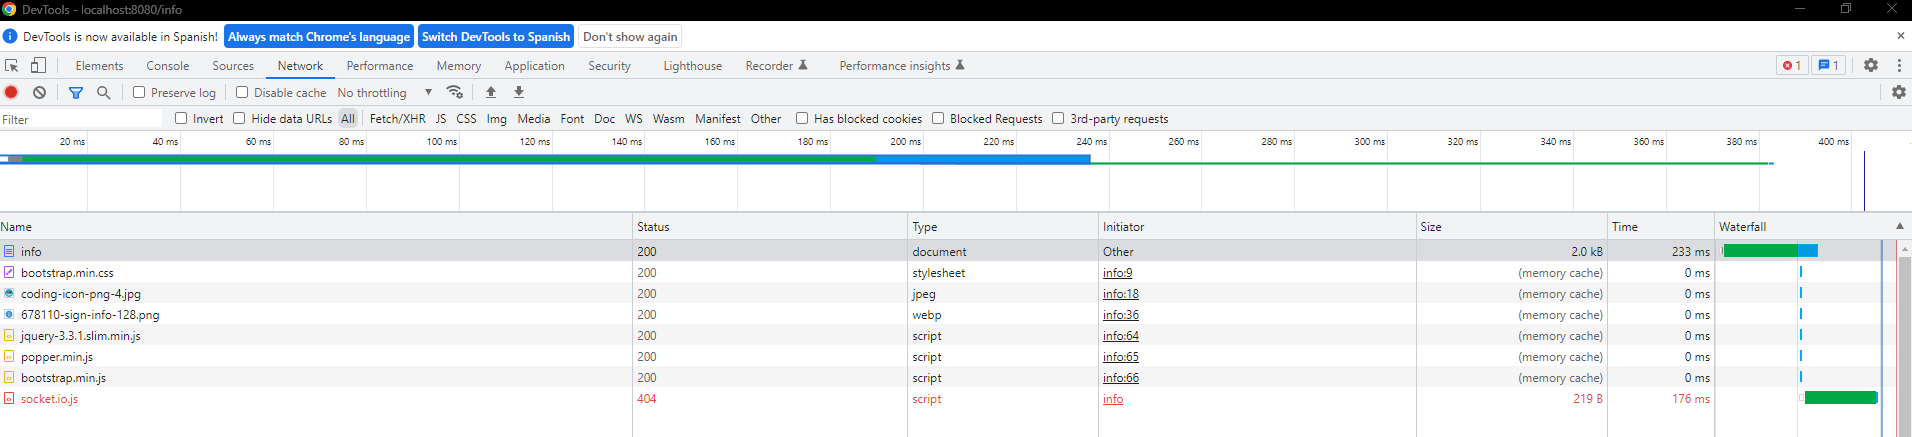 DevTools - localhost:8080/info
DevTools is now available in Spanish! Always match Chrome's language Switch DevTools to Spanish Don't show again
Elements Console Sources Network Performance Memory Application Security Lighthouse Recorder Performance insights 1 1
Preserve log Disable cache No throttling
Filter Invert Hide data URLs All Fetch/XHR JS CSS Img Media Font Doc WS Wasm Manifest Other Has blocked cookies Blocked Requests 3rd-party requests
20 ms 40 ms 60 ms 80 ms 100 ms 120 ms 140 ms 160 ms 180 ms 200 ms 220 ms 240 ms 260 ms 280 ms 300 ms 320 ms 340 ms 360 ms 380 ms 400 ms
Name Status Type Initiator Size Time Waterfall
info 200 document Other 2.0 kB 233 ms
bootstrap.min.css 200 stylesheet info:9 (memory cache) 0 ms
coding-icon-png-4.jpg 200 jpeg info:18 (memory cache) 0 ms
678110-sign-info-128.png 200 webp info:36 (memory cache) 0 ms
jquery-3.3.1.slim.min.js 200 script info:64 (memory cache) 0 ms
popper.min.js 200 script info:65 (memory cache) 0 ms
bootstrap.min.js 200 script info:66 (memory cache) 0 ms
socket.io.js 404 script info 219 B 176 ms